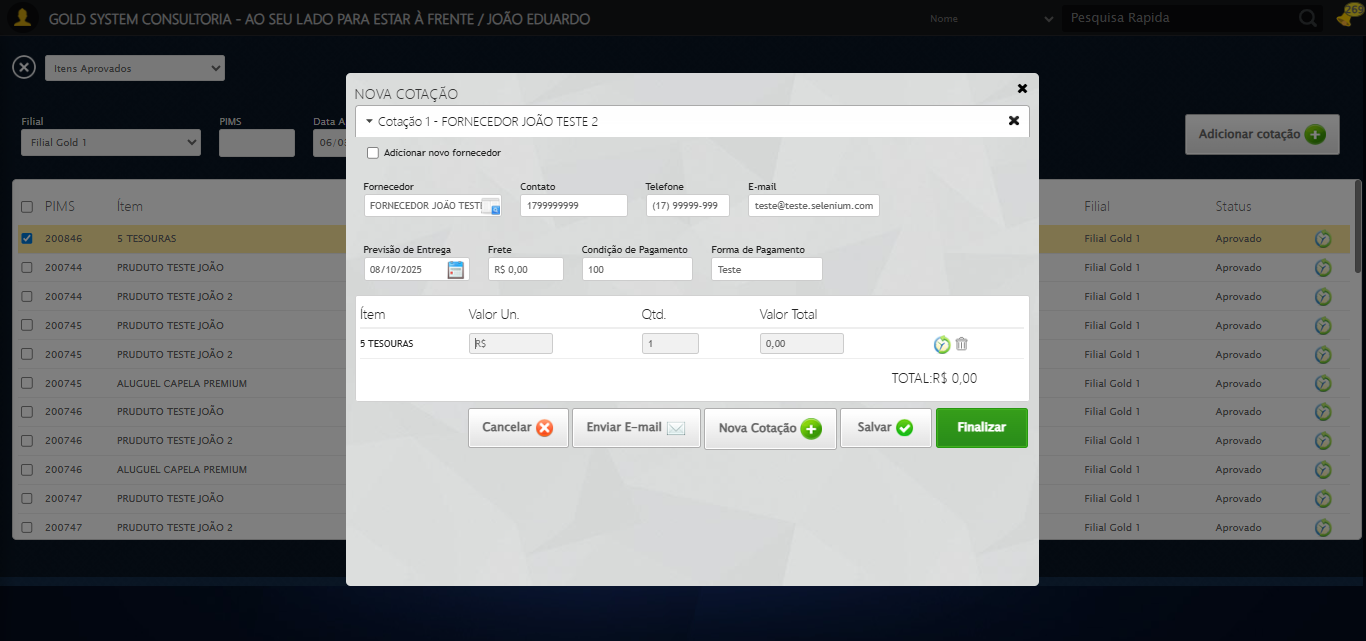 GOLD SYSTEM CONSULTORIA - AO SEU LADO PARA ESTAR À FRENTE / JOÃO EDUARDO
Nome
Pesquisa Rapida
269
Itens Aprovados
Filial
PIMS
Data A
Filial Gold 1
06/0
Adicionar cotação
PIMS Ítem Filial Status
200846 5 TESOURAS Filial Gold 1 Aprovado
200744 PRUDUTO TESTE JOÃO Filial Gold 1 Aprovado
200744 PRUDUTO TESTE JOÃO 2 Filial Gold 1 Aprovado
200745 PRUDUTO TESTE JOÃO Filial Gold 1 Aprovado
200745 PRUDUTO TESTE JOÃO 2 Filial Gold 1 Aprovado
200745 ALUGUEL CAPELA PREMIUM Filial Gold 1 Aprovado
200746 PRUDUTO TESTE JOÃO Filial Gold 1 Aprovado
200746 PRUDUTO TESTE JOÃO 2 Filial Gold 1 Aprovado
200746 ALUGUEL CAPELA PREMIUM Filial Gold 1 Aprovado
200747 PRUDUTO TESTE JOÃO Filial Gold 1 Aprovado
200747 PRUDUTO TESTE JOÃO 2 Filial Gold 1 Aprovado
NOVA COTAÇÃO
Cotação 1 - FORNECEDOR JOÃO TESTE 2
Adicionar novo fornecedor
Fornecedor Contato Telefone E-mail
FORNECEDOR JOÃO TEST 1799999999 (17) 99999-999 teste@teste.selenium.com
Previsão de Entrega Frete Condição de Pagamento Forma de Pagamento
08/10/2025 R$ 0,00 100 Teste
Ítem Valor Un. Qtd. Valor Total
5 TESOURAS R$ 1 0,00
TOTAL:R$ 0,00
Cancelar Enviar E-mail Nova Cotação Salvar Finalizar